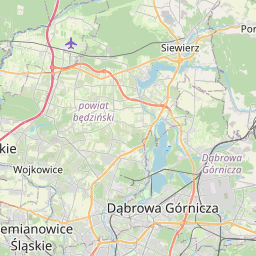 Siewierz
Por
powiat
będziński
kie
Wojkowice
Dąbrowa
Górnicza
Dąbrowa Górnicza
emianowice
Śląskie